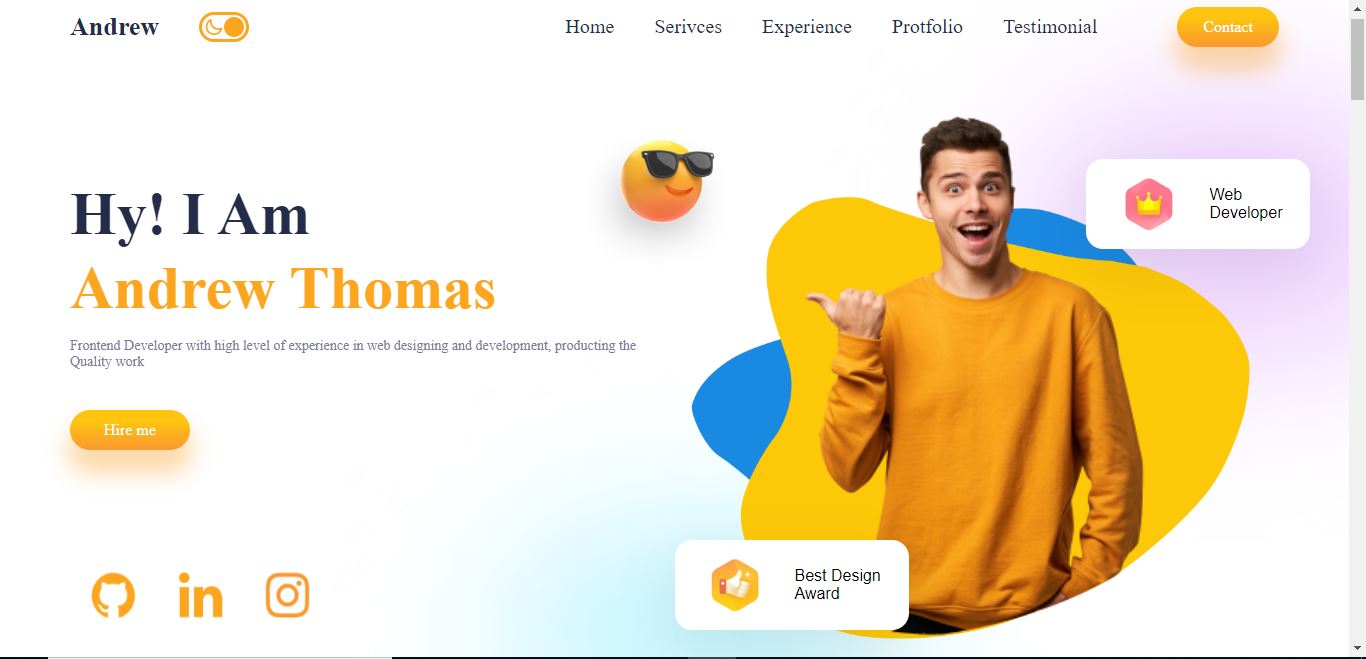 Andrew
Home
Serivces
Experience
Protfolio
Testimonial
Contact
Web
Developer
Hy! I Am
Andrew Thomas
Frontend Developer with high level of experience in web designing and development, producting the
Quality work
Hire me
in
Best Design
Award